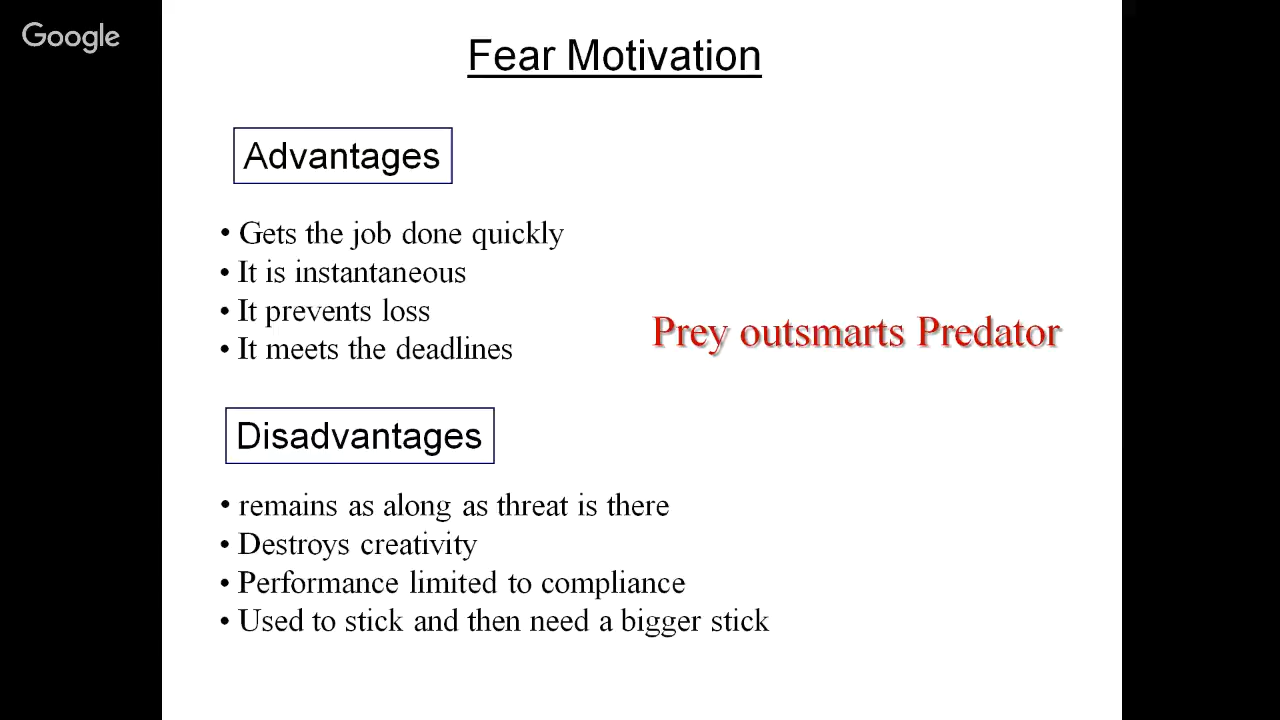 Google
Fear Motivation
Advantages
• Gets the job done quickly
• It is instantaneous
• It prevents loss
• It meets the deadlines
Prey outsmarts Predator
Disadvantages
• remains as along as threat is there
• Destroys creativity
• Performance limited to compliance
• Used to stick and then need a bigger stick